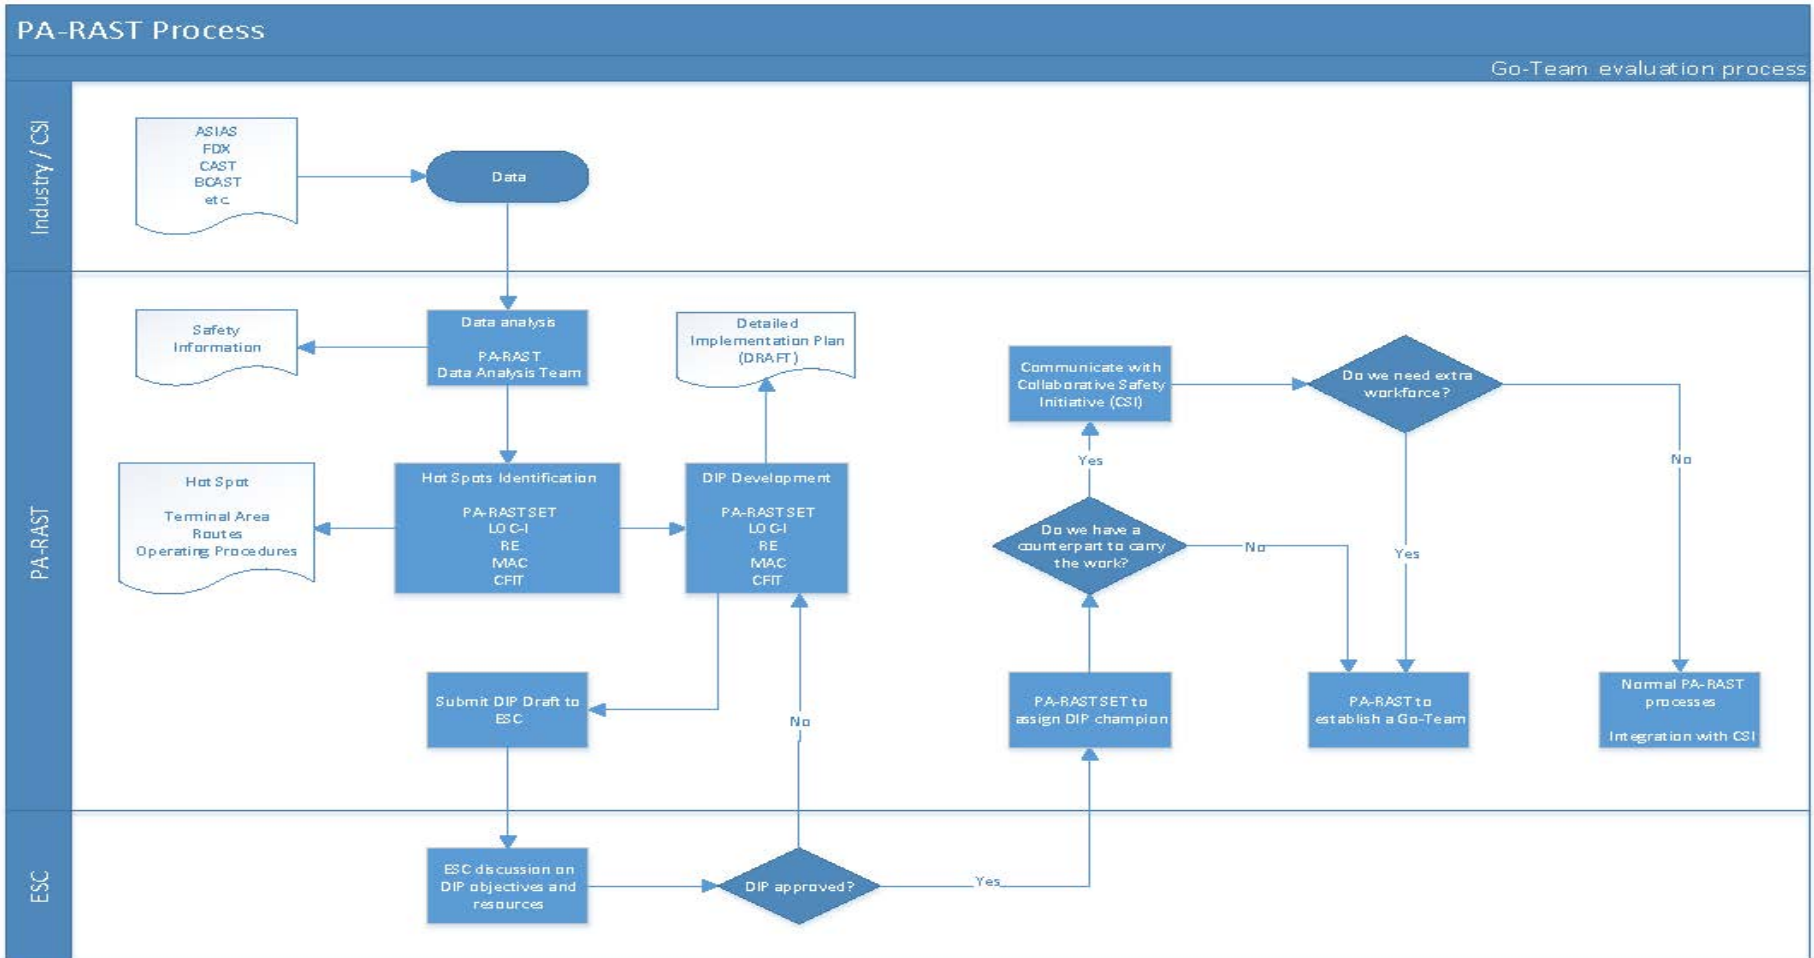 PA-RAST Process
Go-Team evaluation process
Industry / CSI
ASIAS
FDX
CAST
BCAST
etc.
Data
PA-RAST
Safety
Information
Data analysis
PA-RAST
Data Analysis Team
Detailed
Implementation Plan
(DRAFT)
Communicate with
Collaborative Safety
Initiative (CSI)
Do we need extra
workforce?
Hot Spot
Terminal Area
Routes
Operating Procedures
Hot Spots Identification
PA-RAST SET
LOC-I
RE
MAC
CFIT
DIP Development
PA-RAST SET
LOC-I
RE
MAC
CFIT
Yes
No
Do we have a
counterpart to carry
the work?
No
Yes
Submit DIP Draft to
ESC
No
PA-RAST SET to
assign DIP champion
PA-RAST to
establish a Go-Team
Normal PA-RAST
processes
Integration with CSI
ESC
ESC discussion on
DIP objectives and
resources
DIP approved?
Yes